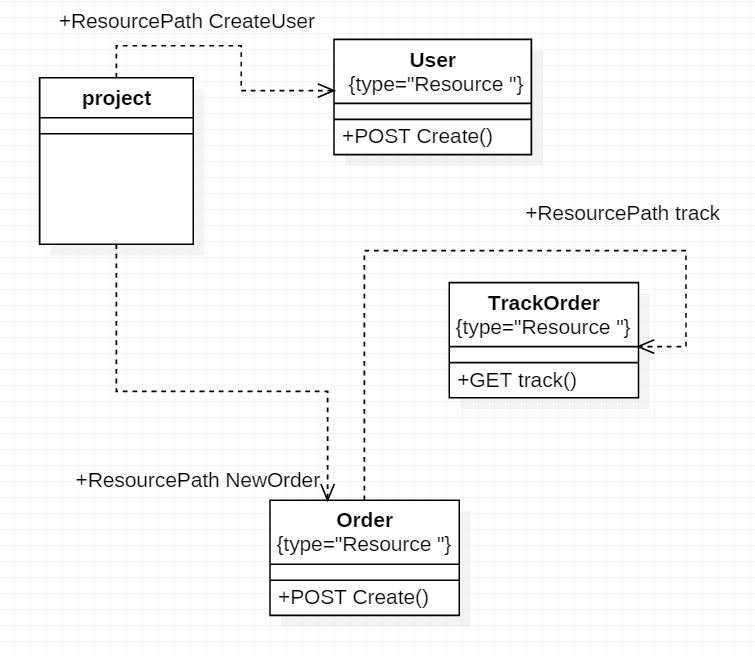 +ResourcePath CreateUser
User
{type="Resource "}
+POST Create()
project
+ResourcePath track
TrackOrder
{type="Resource "}
+GET track()
+ResourcePath NewOrder
Order
{type="Resource "}
+POST Create()